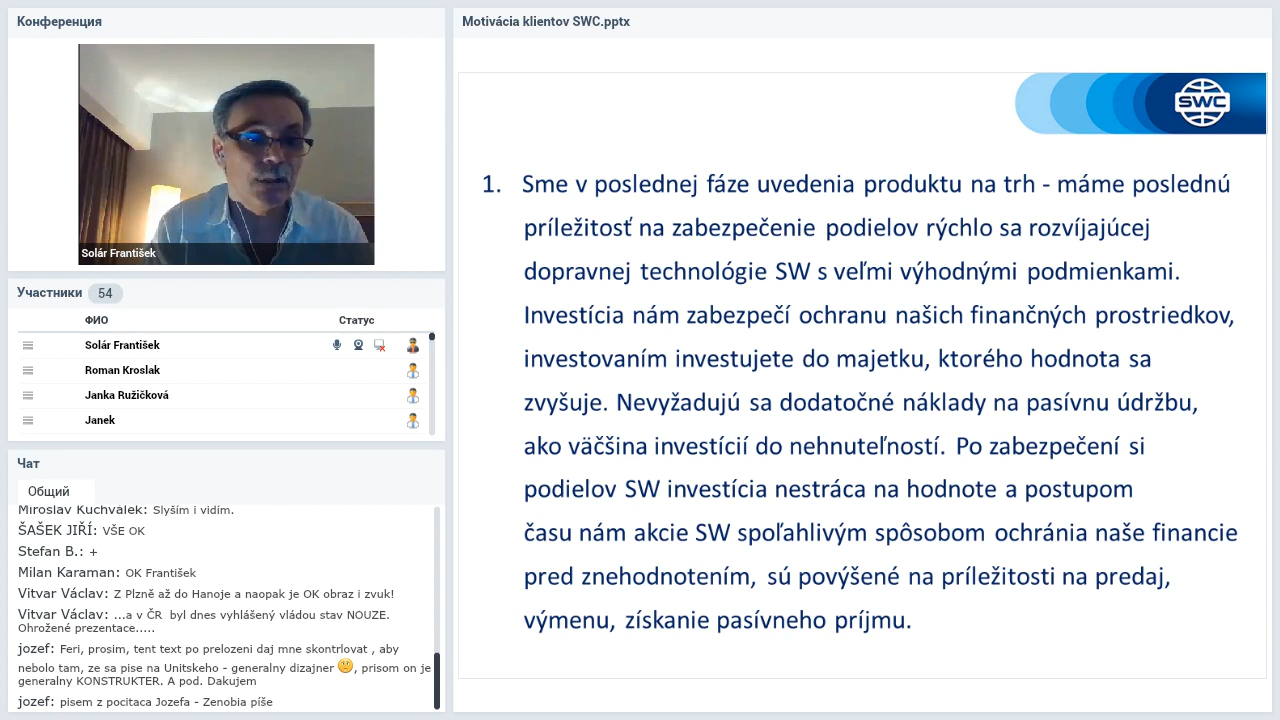 Конференция
Solár František
Участники 54
ФИО Статус
Solár František
Roman Kroslak
Janka Ružičková
Janek
Чат
Общий
Miroslav Kuchválek: Slyším i vidím.
ŠAŠEK JIŘÍ: VŠE OK
Stefan B.: +
Milan Karaman: OK František
Vitvar Václav: Z Plzně až do Hanoje a naopak je OK obraz i zvuk!
Vitvar Václav: ...a v ČR byl dnes vyhlášený vládou stav NOUZE.
Ohrožené prezentace.....
jozef: Feri, prosim, tent text po prelozeni daj mne skontrlovat , aby
nebolo tam, ze sa pise na Unitskeho - generalny dizajner , prisom on je
generalny KONSTRUKTER. A pod. Dakujem
jozef: pisem z pocitaca Jozefa - Zenobia píše
Motivácia klientov SWC.pptx
SWC
1. Sme v poslednej fáze uvedenia produktu na trh - máme poslednú
príležitosť na zabezpečenie podielov rýchlo sa rozvíjajúcej
dopravnej technológie SW s veľmi výhodnými podmienkami.
Investícia nám zabezpečí ochranu našich finančných prostriedkov,
investovaním investujete do majetku, ktorého hodnota sa
zvyšuje. Nevyžadujú sa dodatočné náklady na pasívnu údržbu,
ako väčšina investícií do nehnuteľností. Po zabezpečení si
podielov SW investícia nestráca na hodnote a postupom
času nám akcie SW spoľahlivým spôsobom ochránia naše financie
pred znehodnotením, sú povýšené na príležitosti na predaj,
výmenu, získanie pasívneho príjmu.